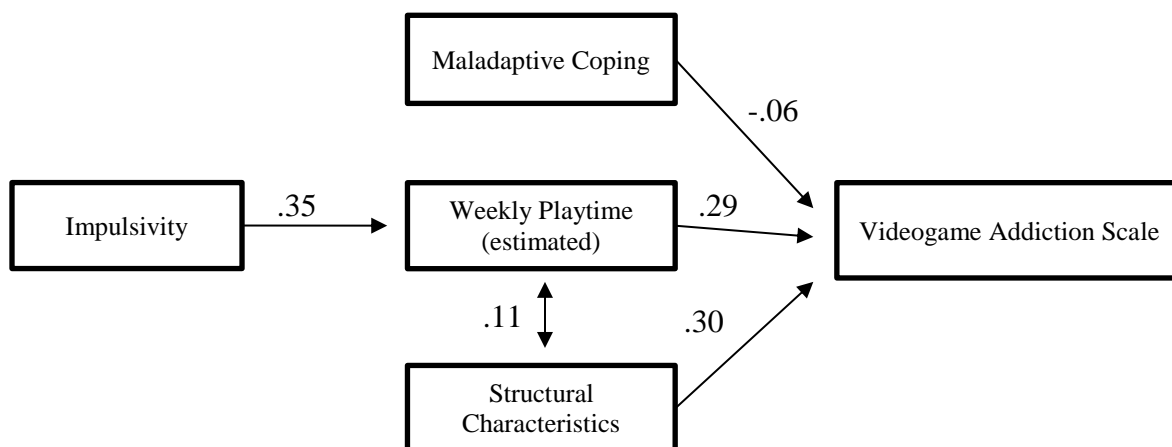 Maladaptive Coping
-.06
Impulsivity
.35
Weekly Playtime
(estimated)
.29
Videogame Addiction Scale
.11
.30
Structural
Characteristics